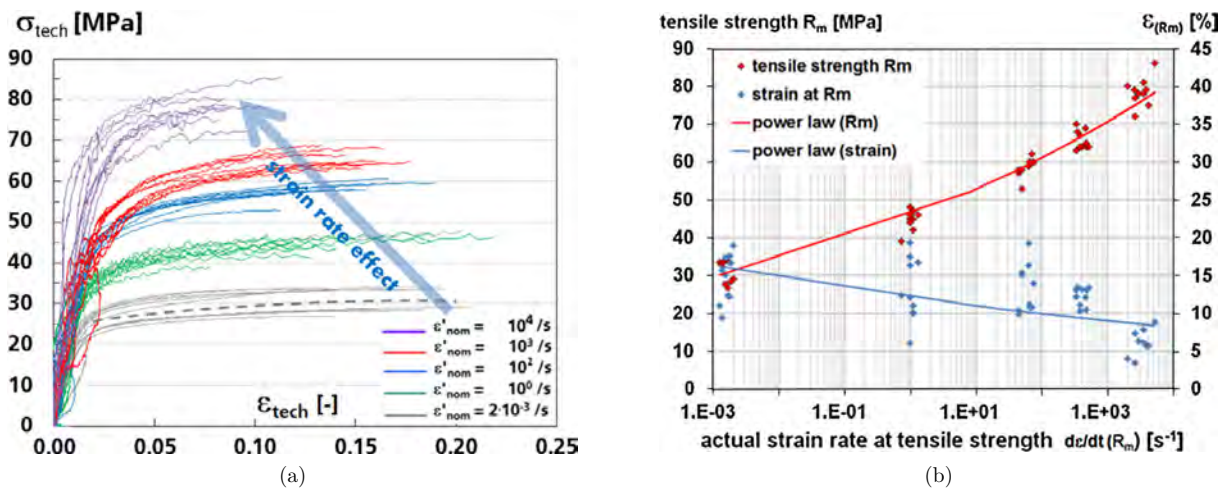 σtech [MPa]
90
80
70
60
50
40
30
20
10
0
0.00
0.05
0.10
0.15
0.20
0.25
strain rate effect
εtech [-]
ε'nom = 10^4 /s
ε'nom = 10^3 /s
ε'nom = 10^2 /s
ε'nom = 10^0 /s
ε'nom = 2·10^-3 /s
(a)
tensile strength Rm [MPa]
ε(Rm) [%]
90
80
70
60
50
40
30
20
10
0
45
40
35
30
25
20
15
10
5
0
tensile strength Rm
strain at Rm
power law (Rm)
power law (strain)
1.E-03
1.E-01
1.E+01
1.E+03
actual strain rate at tensile strength dε/dt (Rm) [s^-1]
(b)